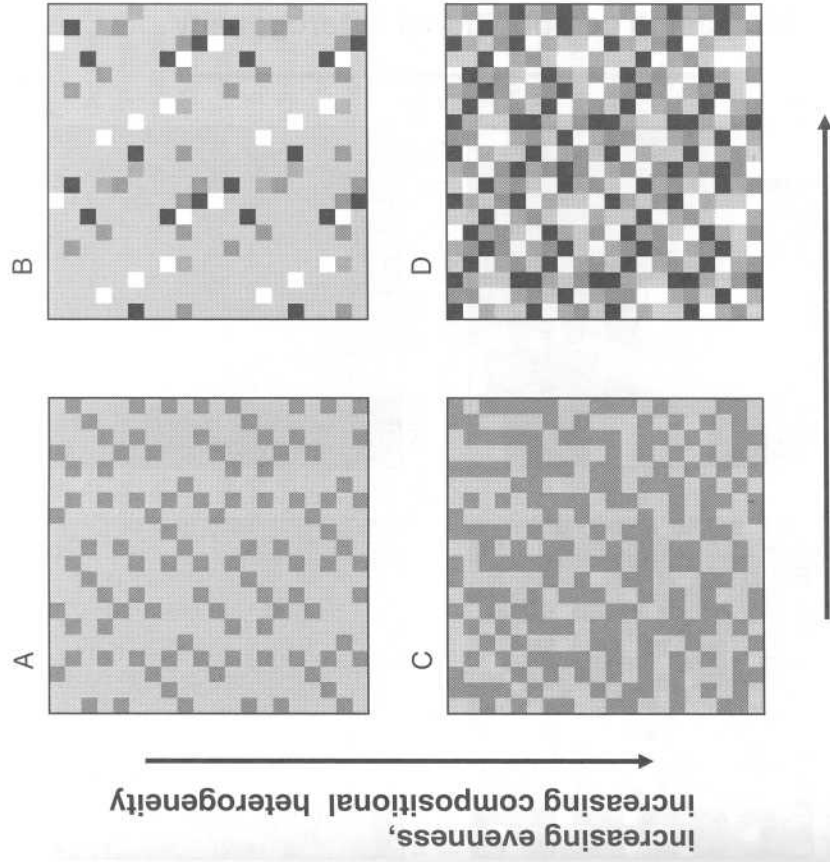 A
B
C
D
increasing evenness,
increasing compositional heterogeneity